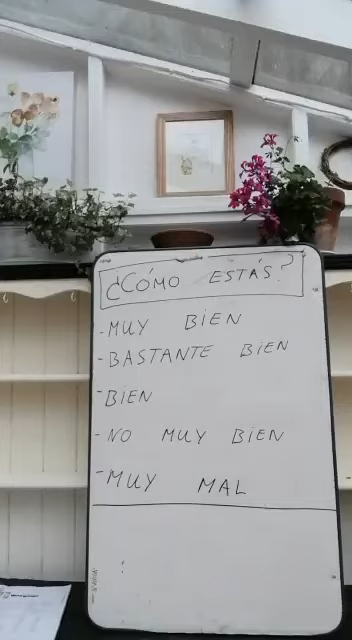 ¿CÓMO ESTÁS?
-MUY BIEN
-BASTANTE BIEN
-BIEN
-NO MUY BIEN
-MUY MAL